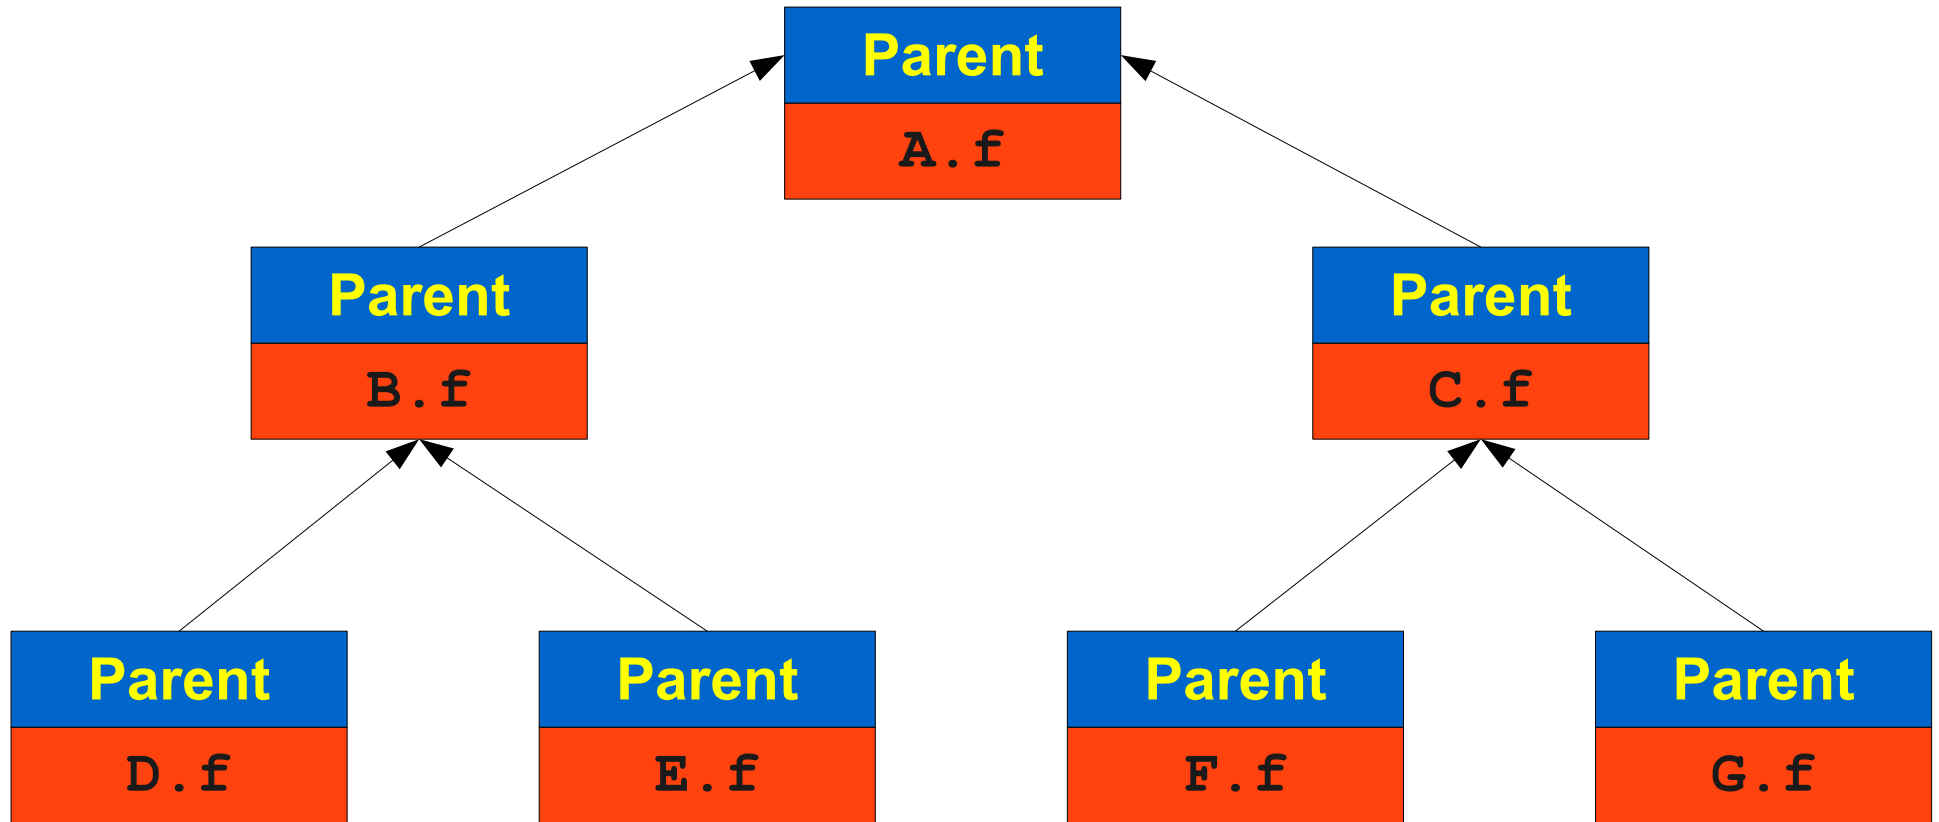 Parent
A.f
Parent
B.f
Parent
C.f
Parent
D.f
Parent
E.f
Parent
F.f
Parent
G.f